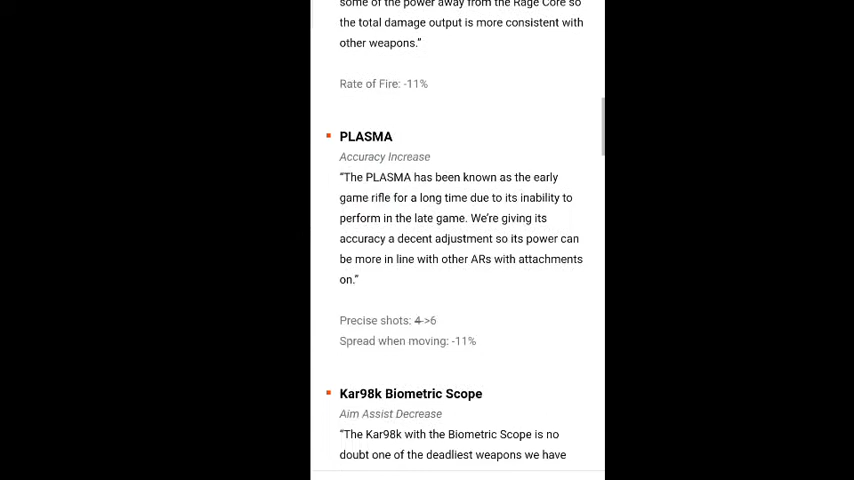 some of the power away from the Rage Core so
the total damage output is more consistent with
other weapons.”
Rate of Fire: -11%
PLASMA
Accuracy Increase
“The PLASMA has been known as the early
game rifle for a long time due to its inability to
perform in the late game. We’re giving its
accuracy a decent adjustment so its power can
be more in line with other ARs with attachments
on.”
Precise shots: 4->6
Spread when moving: -11%
Kar98k Biometric Scope
Aim Assist Decrease
“The Kar98k with the Biometric Scope is no
doubt one of the deadliest weapons we have